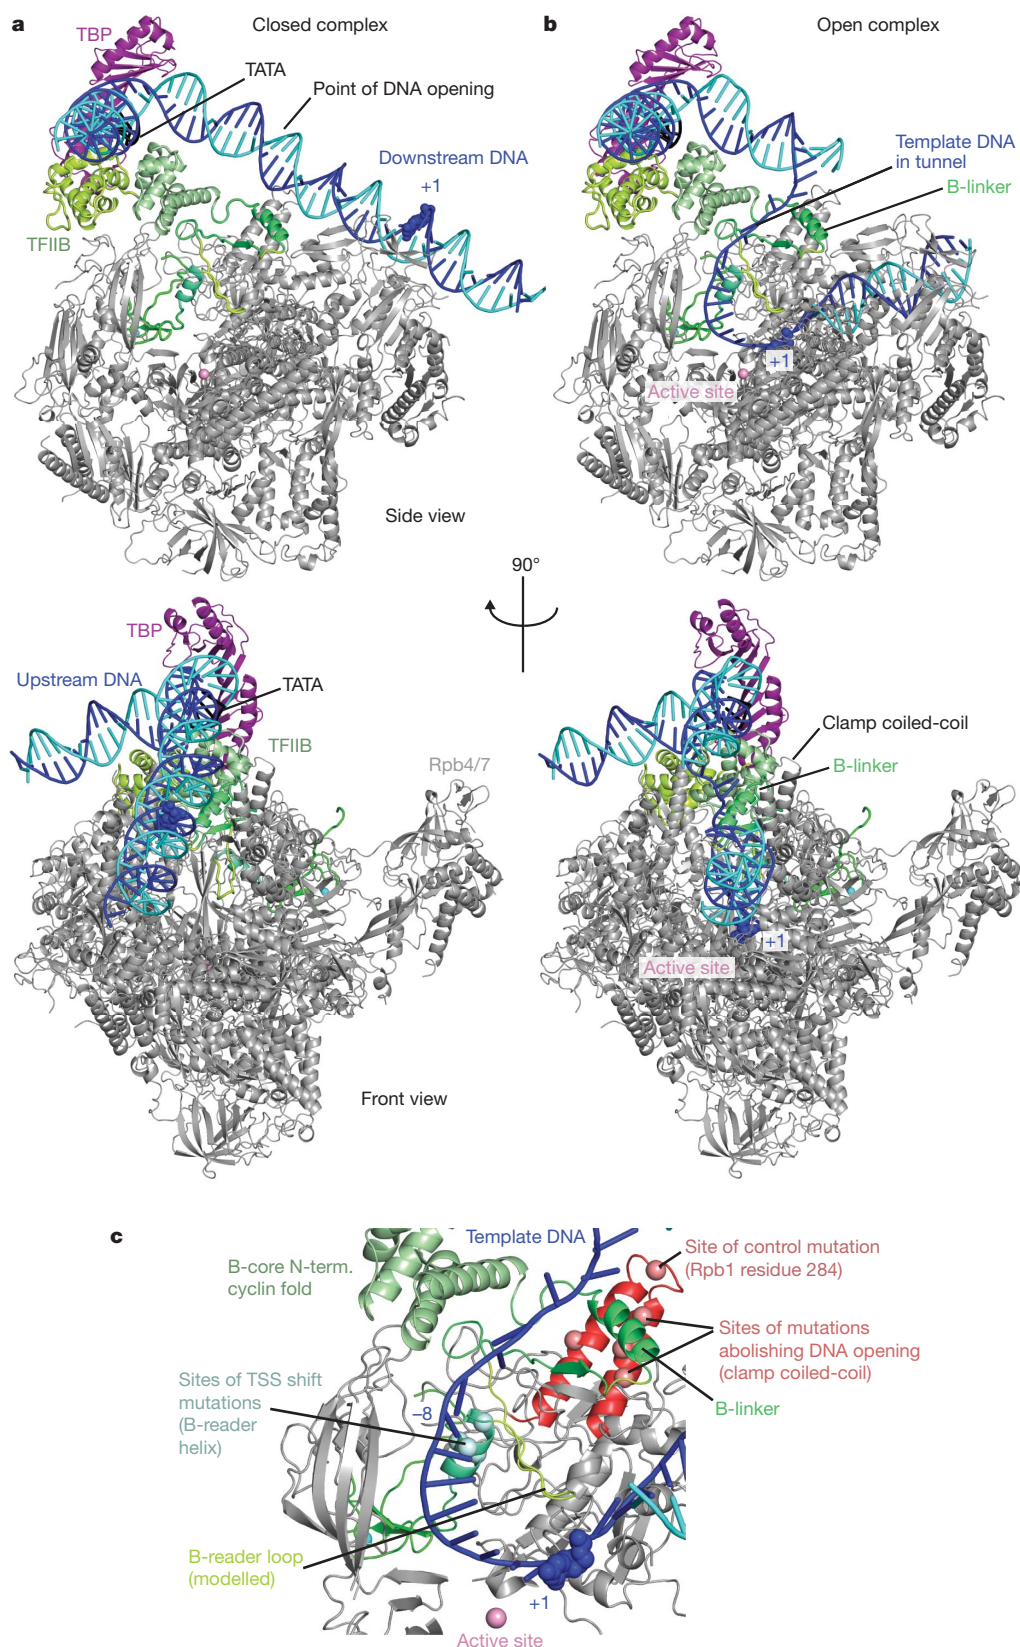 a
Closed complex
TBP
TATA
Point of DNA opening
Downstream DNA
+1
TFIIB
b
Open complex
Template DNA
in tunnel
B-linker
+1
Active site
Side view
90°
TBP
Upstream DNA
TATA
TFIIB
Rpb4/7
Clamp coiled-coil
B-linker
+1
Active site
Front view
c
Template DNA
B-core N-term.
cyclin fold
Site of control mutation
(Rpb1 residue 284)
Sites of mutations
abolishing DNA opening
(clamp coiled-coil)
B-linker
Sites of TSS shift
mutations
(B-reader
helix)
–8
B-reader loop
(modelled)
+1
Active site